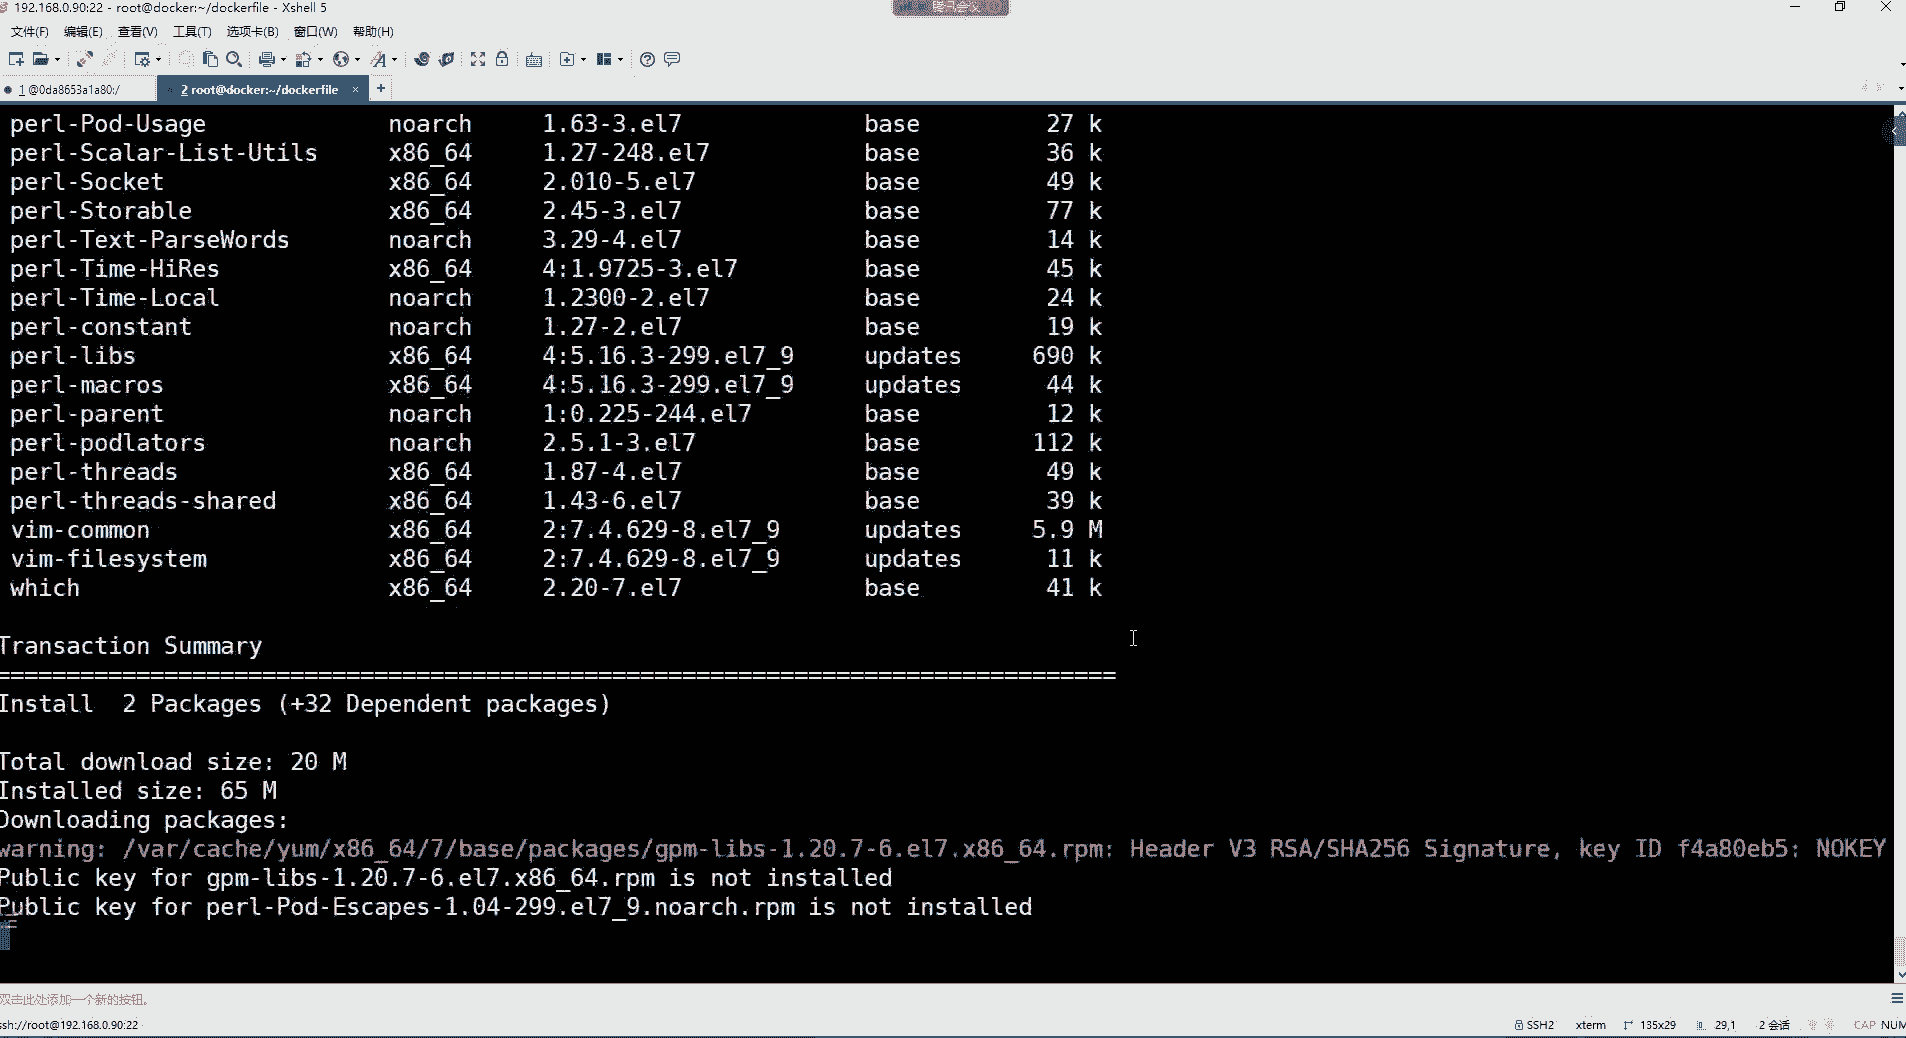 192.168.0.90:22 - root@docker:~/dockerfile - Xshell 5
腾讯会议
文件(F) 编辑(E) 查看(V) 工具(T) 选项卡(B) 窗口(W) 帮助(H)
1 @0da8653a1a80:/ 2 root@docker:~/dockerfile × +
perl-Pod-Usage noarch 1.63-3.el7 base 27 k
perl-Scalar-List-Utils x86_64 1.27-248.el7 base 36 k
perl-Socket x86_64 2.010-5.el7 base 49 k
perl-Storable x86_64 2.45-3.el7 base 77 k
perl-Text-ParseWords noarch 3.29-4.el7 base 14 k
perl-Time-HiRes x86_64 4:1.9725-3.el7 base 45 k
perl-Time-Local noarch 1.2300-2.el7 base 24 k
perl-constant noarch 1.27-2.el7 base 19 k
perl-libs x86_64 4:5.16.3-299.el7_9 updates 690 k
perl-macros x86_64 4:5.16.3-299.el7_9 updates 44 k
perl-parent noarch 1:0.225-244.el7 base 12 k
perl-podlators noarch 2.5.1-3.el7 base 112 k
perl-threads x86_64 1.87-4.el7 base 49 k
perl-threads-shared x86_64 1.43-6.el7 base 39 k
vim-common x86_64 2:7.4.629-8.el7_9 updates 5.9 M
vim-filesystem x86_64 2:7.4.629-8.el7_9 updates 11 k
which x86_64 2.20-7.el7 base 41 k
Transaction Summary
================================================================================
Install 2 Packages (+32 Dependent packages)
Total download size: 20 M
Installed size: 65 M
Downloading packages:
warning: /var/cache/yum/x86_64/7/base/packages/gpm-libs-1.20.7-6.el7.x86_64.rpm: Header V3 RSA/SHA256 Signature, key ID f4a80eb5: NOKEY
Public key for gpm-libs-1.20.7-6.el7.x86_64.rpm is not installed
Public key for perl-Pod-Escapes-1.04-299.el7_9.noarch.rpm is not installed
双击此处添加一个新的按钮。
ssh://root@192.168.0.90:22 SSH2 xterm 135x29 29,1 2 会话 CAP NUM